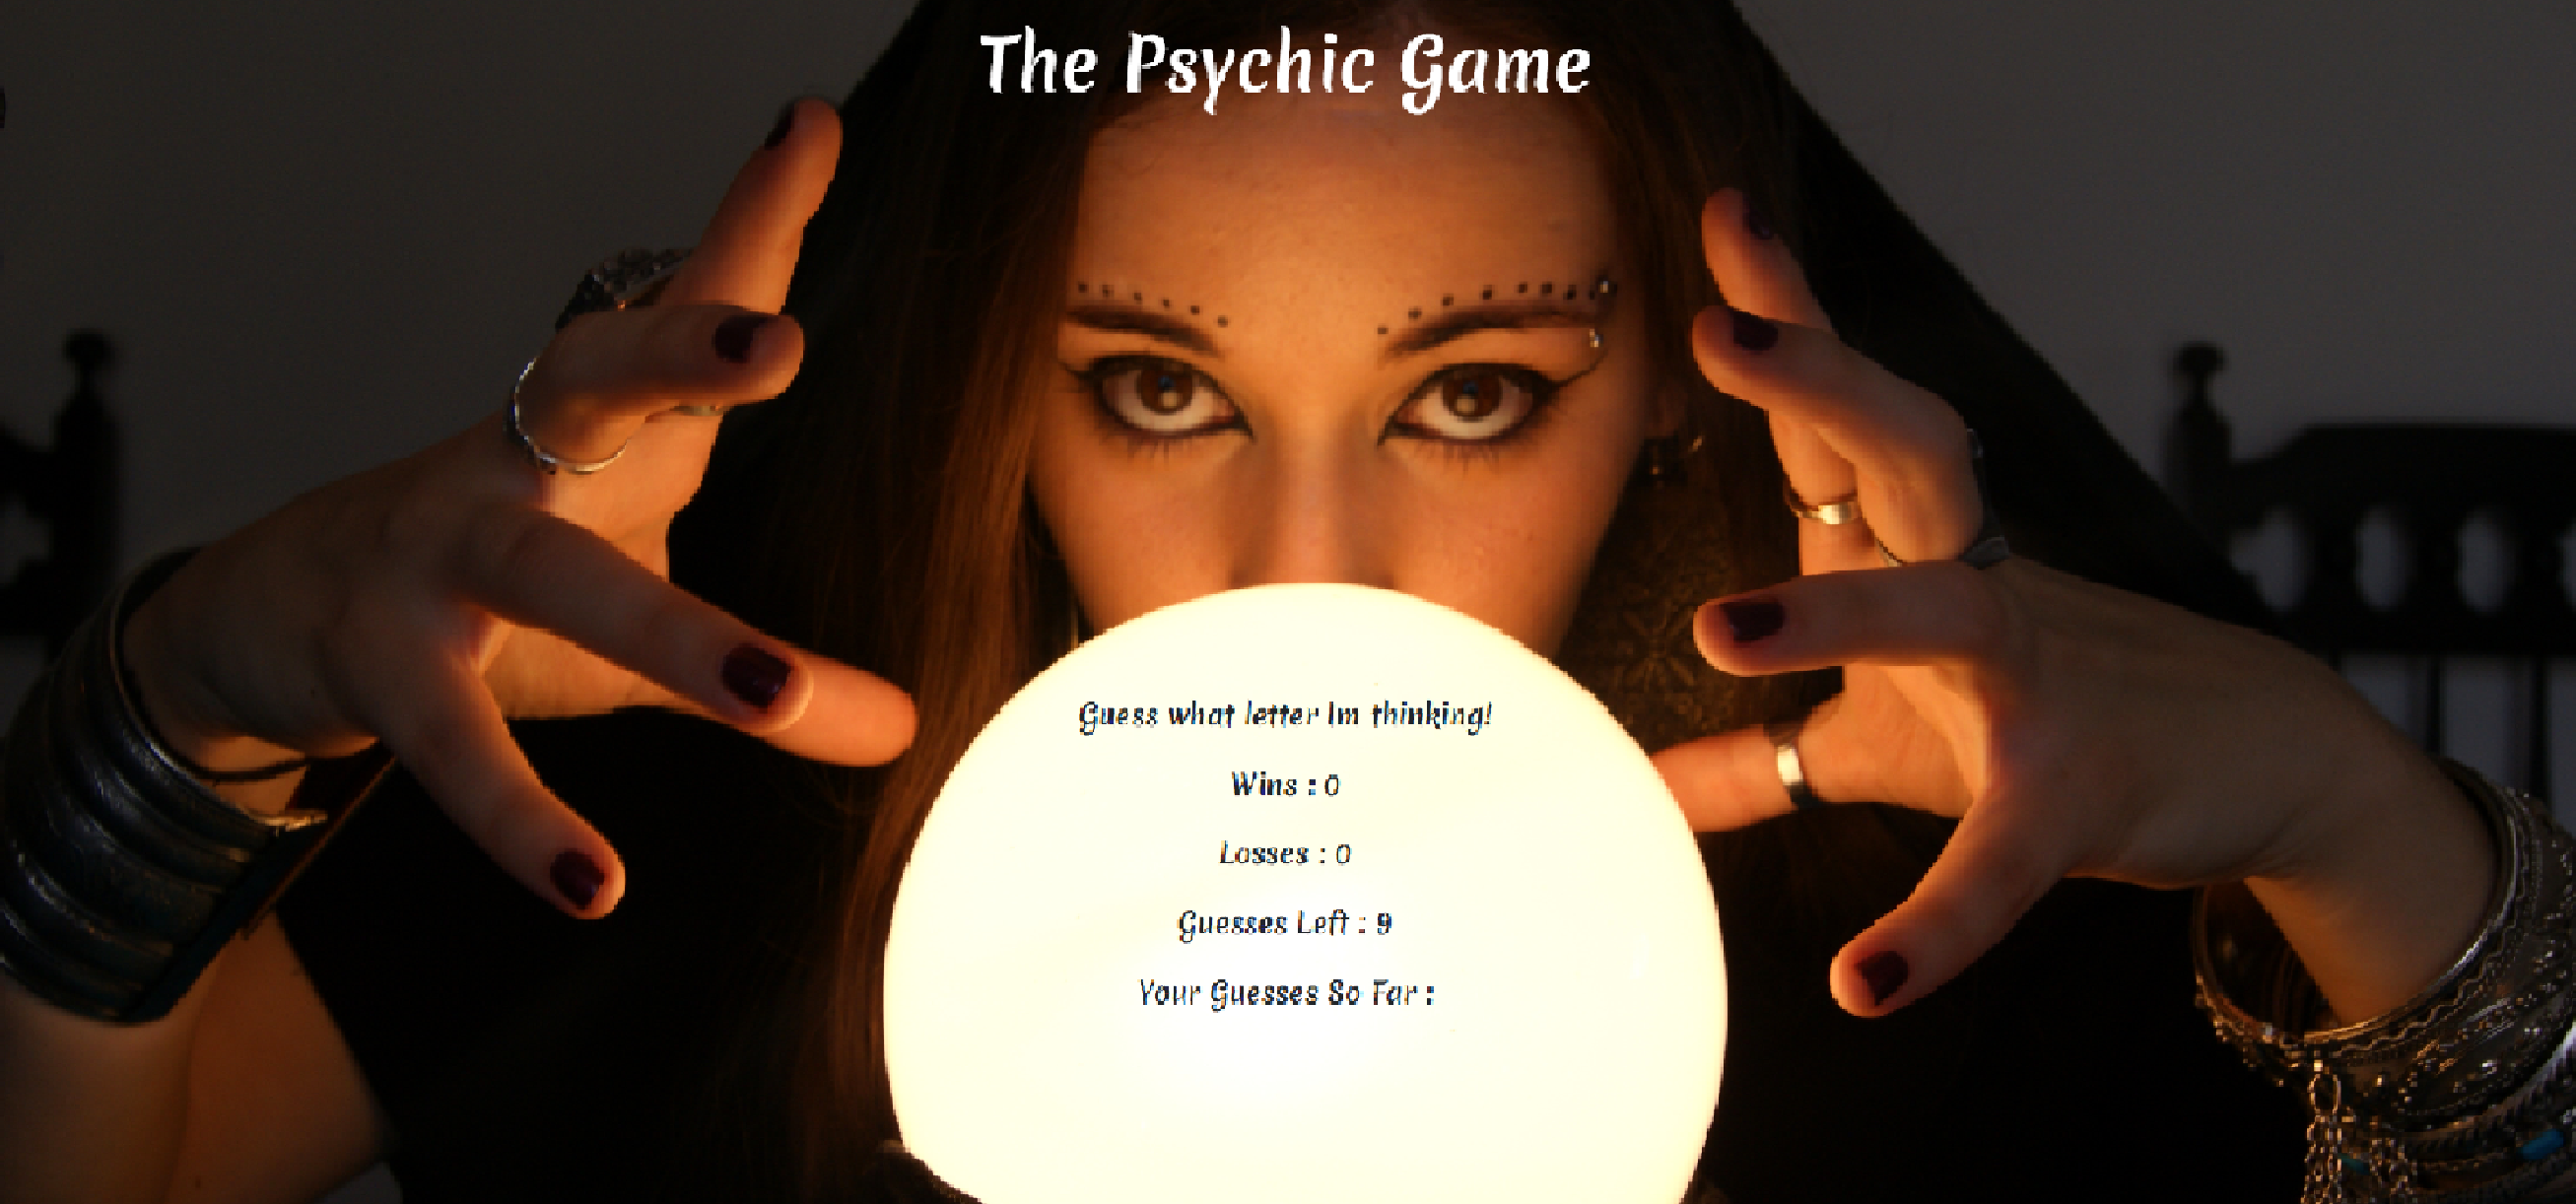 The Psychic Game
Guess what letter Im thinking!
Wins : 0
Losses : 0
Guesses Left : 9
Your Guesses So Far :